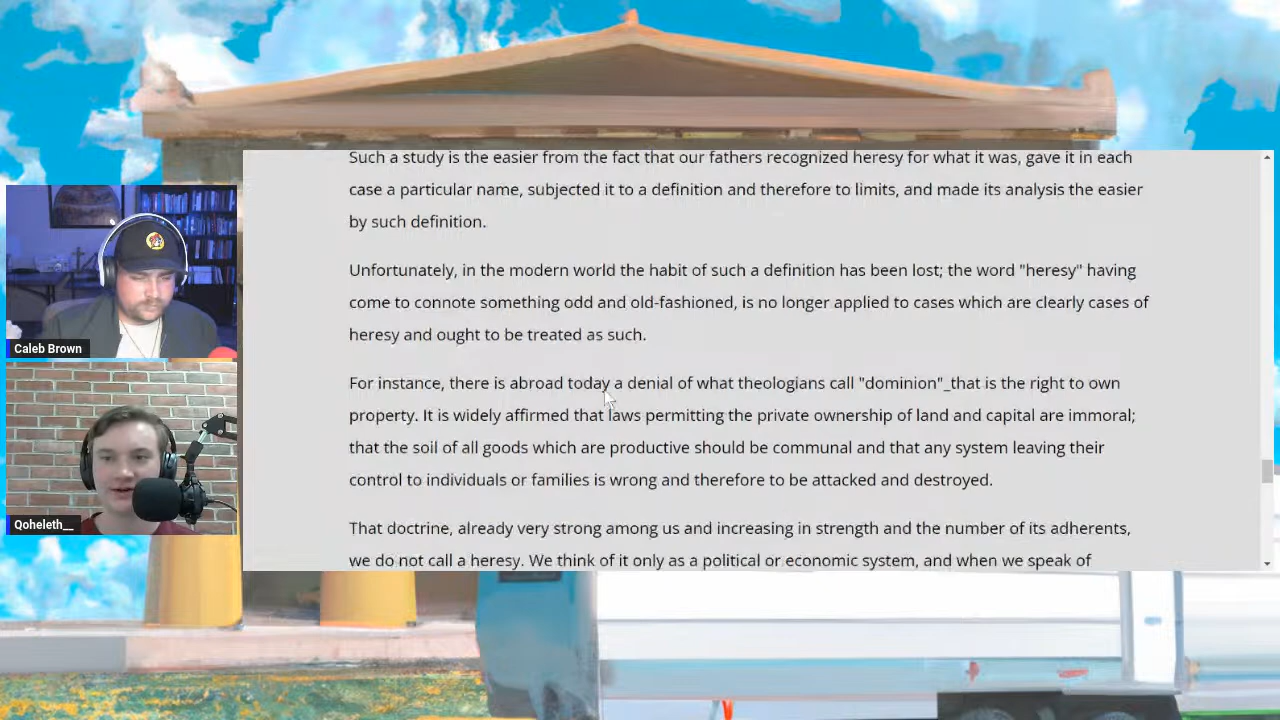 Such a study is the easier from the fact that our fathers recognized heresy for what it was, gave it in each
case a particular name, subjected it to a definition and therefore to limits, and made its analysis the easier
by such definition.
Unfortunately, in the modern world the habit of such a definition has been lost; the word "heresy" having
come to connote something odd and old-fashioned, is no longer applied to cases which are clearly cases of
heresy and ought to be treated as such.
For instance, there is abroad today a denial of what theologians call "dominion"_that is the right to own
property. It is widely affirmed that laws permitting the private ownership of land and capital are immoral;
that the soil of all goods which are productive should be communal and that any system leaving their
control to individuals or families is wrong and therefore to be attacked and destroyed.
That doctrine, already very strong among us and increasing in strength and the number of its adherents,
we do not call a heresy. We think of it only as a political or economic system, and when we speak of
Caleb Brown
Qoheleth__